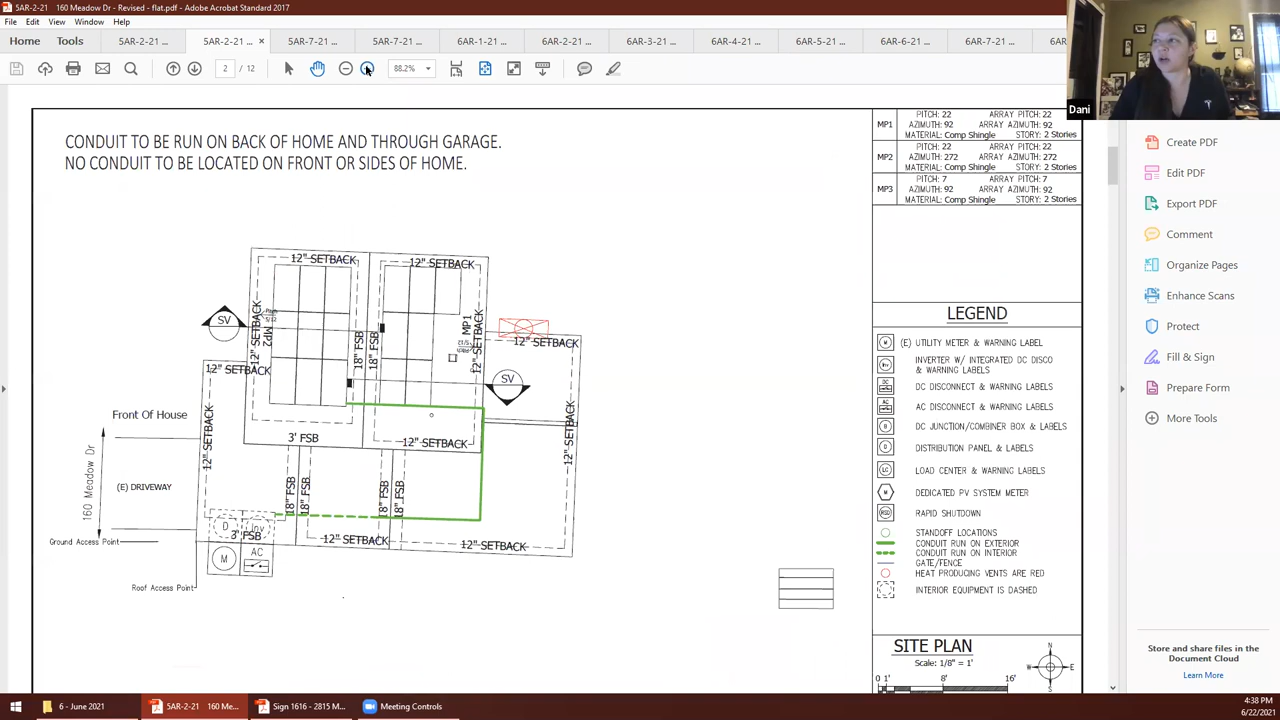 5AR-2-21   160 Meadow Dr - Revised - flat.pdf - Adobe Acrobat Standard 2017
File Edit View Window Help
Home Tools 5AR-2-21 ... 5AR-2-21 ... × 5AR-7-21 ... 5AR-7-21 ... 6AR-1-21 ... 6AR-2-21 ... 6AR-3-21 ... 6AR-4-21 ... 6AR-5-21 ... 6AR-6-21 ... 6AR-7-21 ...
2 / 12 88.2%
Dani
CONDUIT TO BE RUN ON BACK OF HOME AND THROUGH GARAGE.
NO CONDUIT TO BE LOCATED ON FRONT OR SIDES OF HOME.
MP1
PITCH: 22 ARRAY PITCH: 22
AZIMUTH: 92 ARRAY AZIMUTH: 92
MATERIAL: Comp Shingle STORY: 2 Stories
MP2
PITCH: 22 ARRAY PITCH: 22
AZIMUTH: 272 ARRAY AZIMUTH: 272
MATERIAL: Comp Shingle STORY: 2 Stories
MP3
PITCH: 7 ARRAY PITCH: 7
AZIMUTH: 92 ARRAY AZIMUTH: 92
MATERIAL: Comp Shingle STORY: 2 Stories
12" SETBACK
12" SETBACK
SV
12" SETBACK
MP2
18" FSB
18" FSB
MP1
12" SETBACK
12" SETBACK
12" SETBACK
SV
Front Of House
3' FSB
12" SETBACK
12" SETBACK
12" SETBACK
160 Meadow Dr
(E) DRIVEWAY
18" FSB
18" FSB
18" FSB
18" FSB
D Inv
3' FSB
12" SETBACK
12" SETBACK
Ground Access Point
M AC
Roof Access Point
LEGEND
M (E) UTILITY METER & WARNING LABEL
Inv INVERTER W/ INTEGRATED DC DISCO
& WARNING LABELS
DC DC DISCONNECT & WARNING LABELS
AC AC DISCONNECT & WARNING LABELS
B DC JUNCTION/COMBINER BOX & LABELS
D DISTRIBUTION PANEL & LABELS
LC LOAD CENTER & WARNING LABELS
M DEDICATED PV SYSTEM METER
RSD RAPID SHUTDOWN
STANDOFF LOCATIONS
CONDUIT RUN ON EXTERIOR
CONDUIT RUN ON INTERIOR
GATE/FENCE
HEAT PRODUCING VENTS ARE RED
INTERIOR EQUIPMENT IS DASHED
SITE PLAN
Scale: 1/8" = 1'
0 1' 8' 16'
N
W E
S
Create PDF
Edit PDF
Export PDF
Comment
Organize Pages
Enhance Scans
Protect
Fill & Sign
Prepare Form
More Tools
Store and share files in the
Document Cloud
Learn More
6 - June 2021
5AR-2-21   160 Me...
Sign 1616 - 2815 M...
Meeting Controls
4:38 PM
6/22/2021